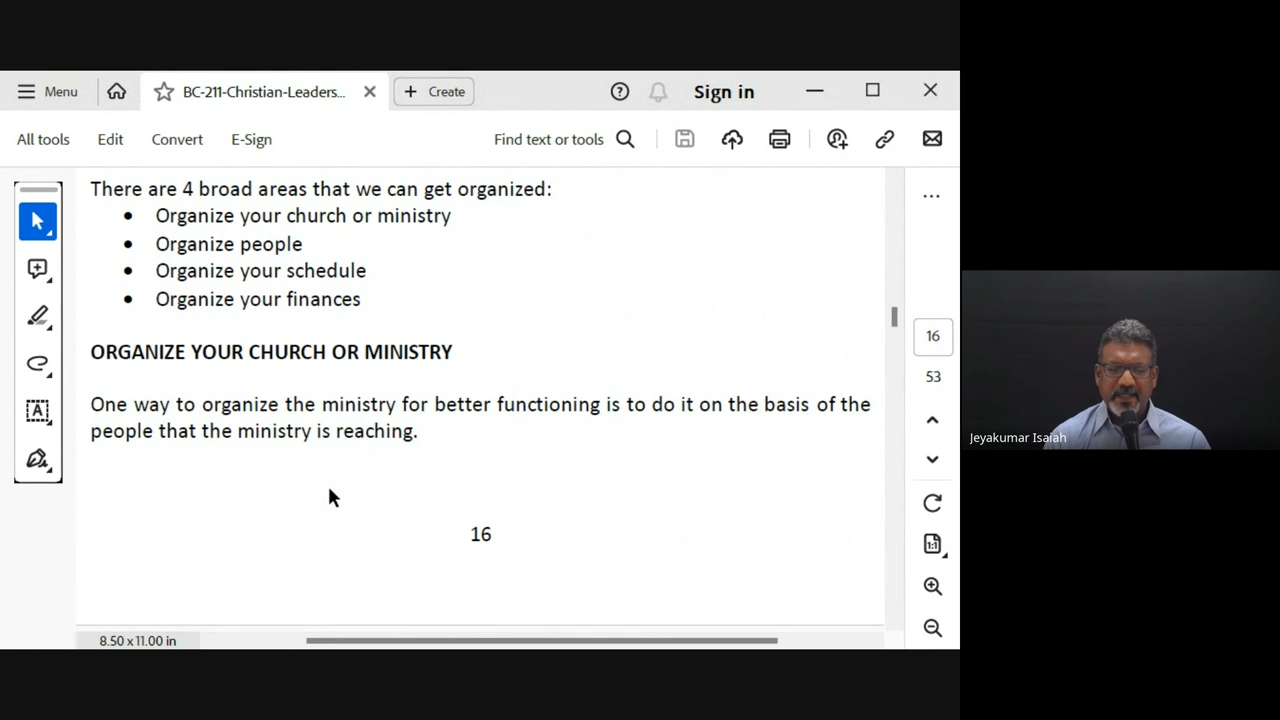 Menu
BC-211-Christian-Leaders...
Create
Sign in
All tools
Edit
Convert
E-Sign
Find text or tools
There are 4 broad areas that we can get organized:
• Organize your church or ministry
• Organize people
• Organize your schedule
• Organize your finances
ORGANIZE YOUR CHURCH OR MINISTRY
One way to organize the ministry for better functioning is to do it on the basis of the
people that the ministry is reaching.
16
16
53
1:1
8.50 x 11.00 in
Jeyakumar Isaiah